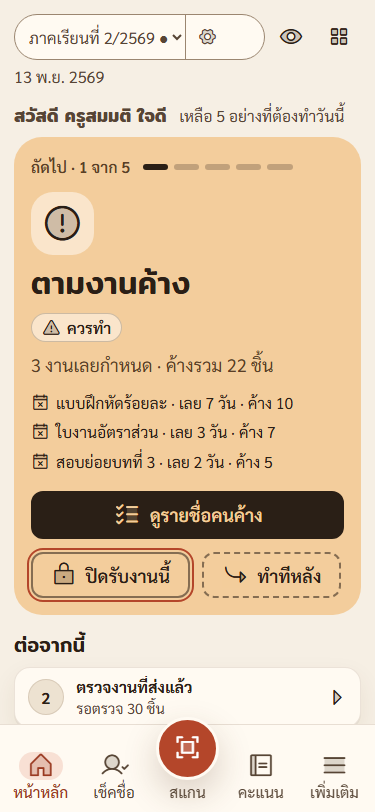 ภาคเรียนที่ 2/2569 ●
13 พ.ย. 2569
สวัสดี ครูสมมติ ใจดี เหลือ 5 อย่างที่ต้องทำวันนี้
ถัดไป · 1 จาก 5
ตามงานค้าง
ควรทำ
3 งานเลยกำหนด · ค้างรวม 22 ชิ้น
แบบฝึกหัดร้อยละ · เลย 7 วัน · ค้าง 10
ใบงานอัตราส่วน · เลย 3 วัน · ค้าง 7
สอบย่อยบทที่ 3 · เลย 2 วัน · ค้าง 5
ดูรายชื่อคนค้าง
ปิดรับงานนี้ ทำทีหลัง
ต่อจากนี้
2 ตรวจงานที่ส่งแล้ว
รอตรวจ 30 ชิ้น
หน้าหลัก เช็คชื่อ สแกน คะแนน เพิ่มเติม